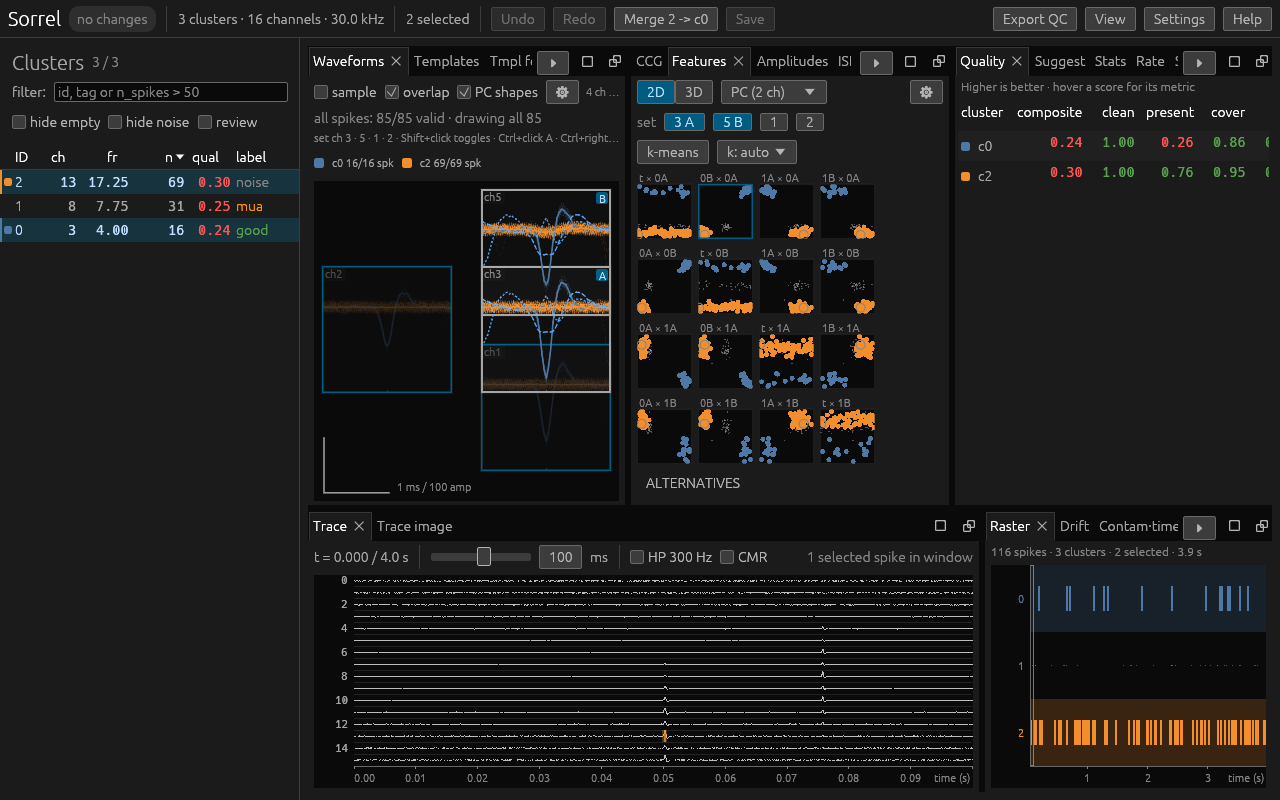 Sorrel no changes 3 clusters · 16 channels · 30.0 kHz 2 selected Undo Redo Merge 2 -> c0 Save Export QC View Settings Help
Clusters 3 / 3
filter: id, tag or n_spikes > 50
hide empty hide noise review
ID ch fr n qual label
2 13 17.25 69 0.30 noise
1 8 7.75 31 0.25 mua
0 3 4.00 16 0.24 good
Waveforms Templates Tmpl f
sample overlap PC shapes 4 ch ...
all spikes: 85/85 valid · drawing all 85
set ch 3 · 5 · 1 · 2 · Shift+click toggles · Ctrl+click A · Ctrl+right...
c0 16/16 spk c2 69/69 spk
ch5 B
ch2 ch3 A
ch1
1 ms / 100 amp
CCG Features Amplitudes ISI
2D 3D PC (2 ch)
set 3 A 5 B 1 2
k-means k: auto
t × 0A 0B × 0A 1A × 0A 1B × 0A
0A × 0B t × 0B 1A × 0B 1B × 0B
0A × 1A 0B × 1A t × 1A 1B × 1A
0A × 1B 0B × 1B 1A × 1B t × 1B
ALTERNATIVES
Quality Suggest Stats Rate
Higher is better · hover a score for its metric
cluster composite clean present cover
c0 0.24 1.00 0.26 0.86
c2 0.30 1.00 0.76 0.95
Trace Trace image
t = 0.000 / 4.0 s 100 ms HP 300 Hz CMR 1 selected spike in window
0
2
4
6
8
10
12
14
0.00 0.01 0.02 0.03 0.04 0.05 0.06 0.07 0.08 0.09 time (s)
Raster Drift Contam-time
116 spikes · 3 clusters · 2 selected · 3.9 s
0
1
2
1 2 3 time (s)